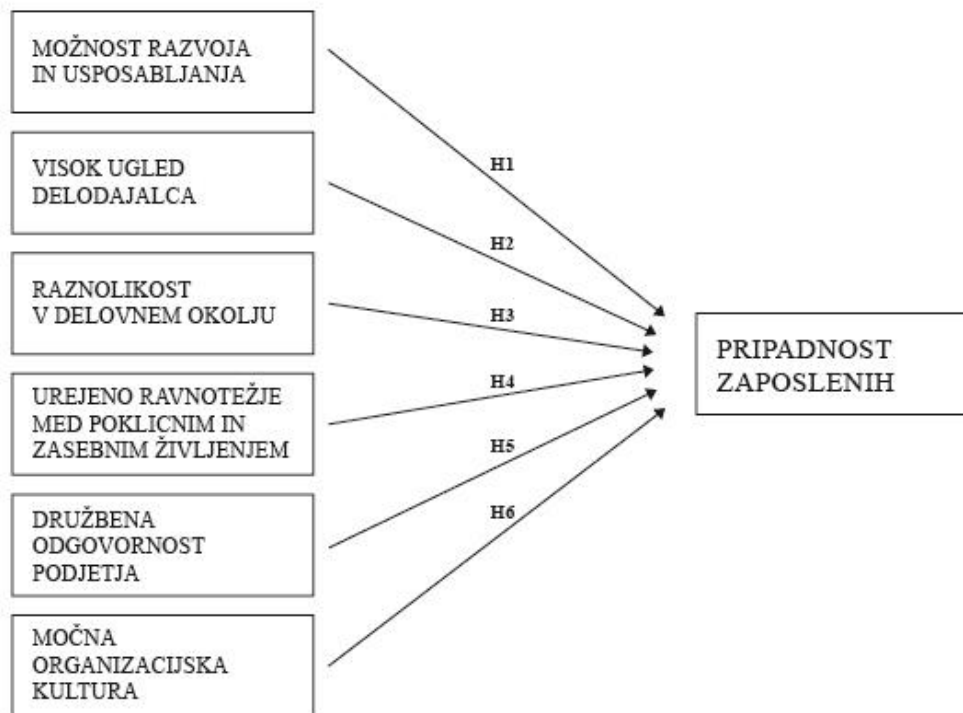 MOŽNOST RAZVOJA
IN USPOSABLJANJA
H1
VISOK UGLED
DELODAJALCA
H2
RAZNOLIKOST
V DELOVNEM OKOLJU
H3
UREJENO RAVNOTEŽJE
MED POKLICNIM IN
ZASEBNIM ŽIVLJENJEM
H4
DRUŽBENA
ODGOVORNOST
PODJETJA
H5
MOČNA
ORGANIZACIJSKA
KULTURA
H6
PRIPADNOST
ZAPOSLENIH